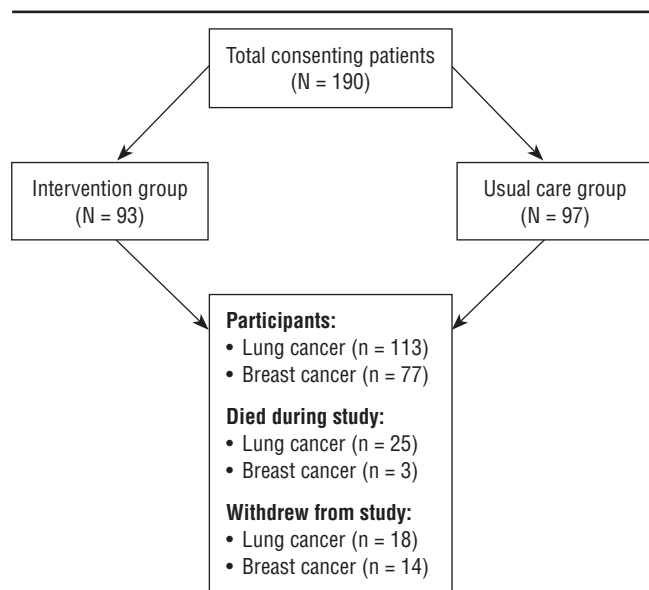 Total consenting patients
(N = 190)
Intervention group
(N = 93)
Usual care group
(N = 97)
Participants:
• Lung cancer (n = 113)
• Breast cancer (n = 77)
Died during study:
• Lung cancer (n = 25)
• Breast cancer (n = 3)
Withdrew from study:
• Lung cancer (n = 18)
• Breast cancer (n = 14)